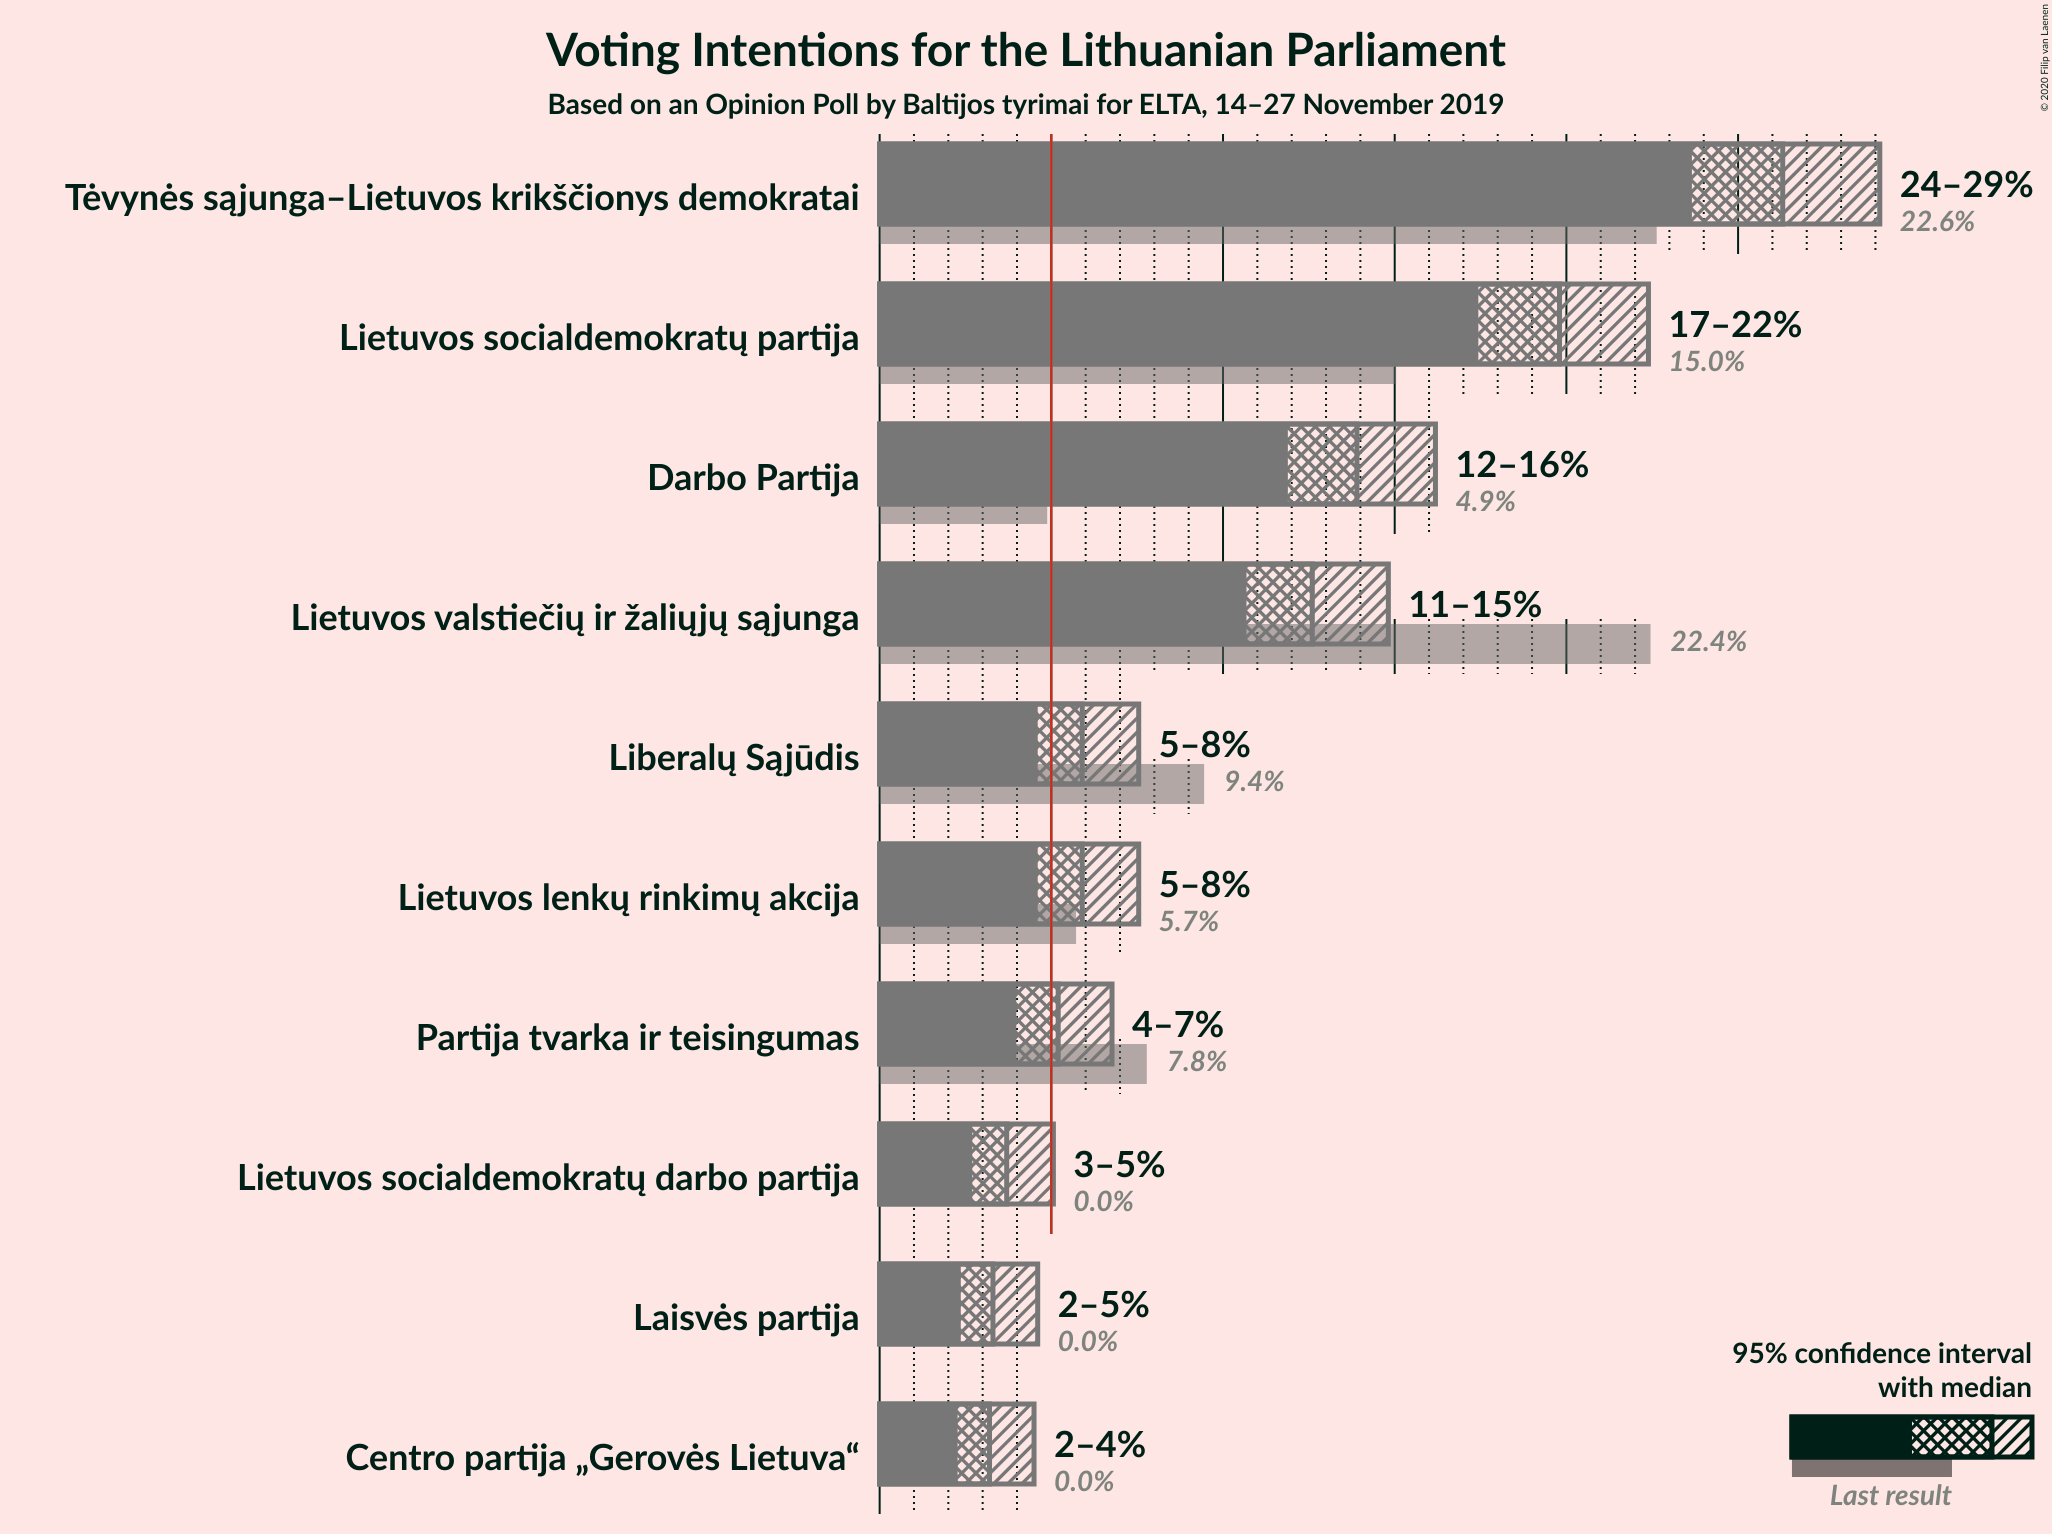 Voting Intentions for the Lithuanian Parliament
Based on an Opinion Poll by Baltijos tyrimai for ELTA, 14–27 November 2019
© 2020 Filip van Laenen
Tėvynės sąjunga–Lietuvos krikščionys demokratai
24–29%
22.6%
Lietuvos socialdemokratų partija
17–22%
15.0%
Darbo Partija
12–16%
4.9%
Lietuvos valstiečių ir žaliųjų sąjunga
11–15%
22.4%
Liberalų Sąjūdis
5–8%
9.4%
Lietuvos lenkų rinkimų akcija
5–8%
5.7%
Partija tvarka ir teisingumas
4–7%
7.8%
Lietuvos socialdemokratų darbo partija
3–5%
0.0%
Laisvės partija
2–5%
0.0%
Centro partija „Gerovės Lietuva“
2–4%
0.0%
95% confidence interval
with median
Last result